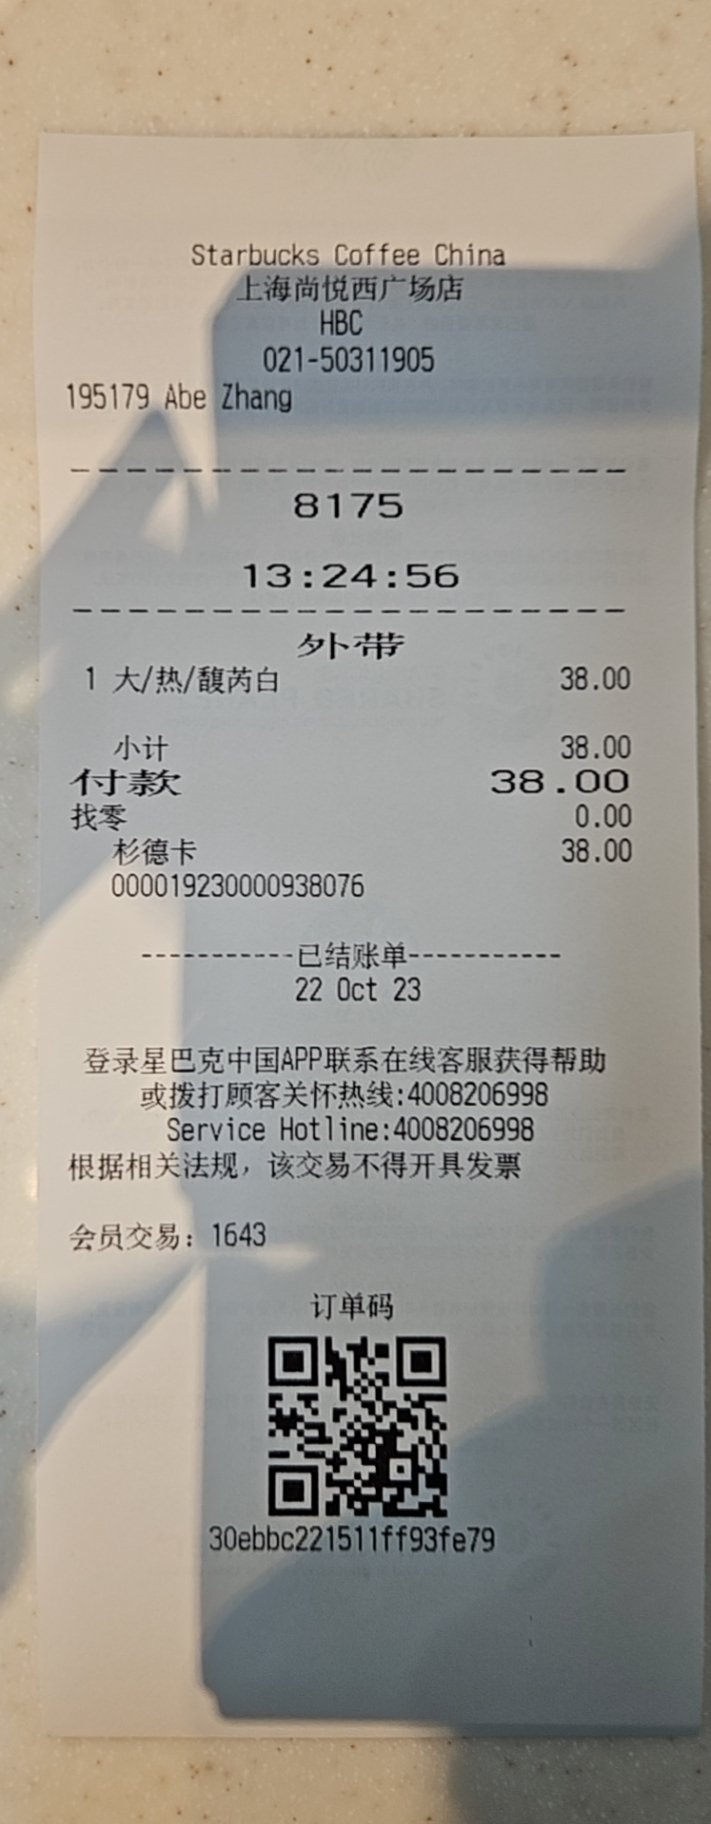 Starbucks Coffee China
上海尚悦西广场店
HBC
021-50311905
195179 Abe Zhang
--------------------
8175
13:24:56
--------------------
外带
1 大/热/馥芮白 38.00
小计 38.00
付款 38.00
找零 0.00
杉德卡 38.00
000019230000938076
-----------已结账单-----------
22 Oct 23
登录星巴克中国APP联系在线客服获得帮助
或拨打顾客关怀热线:4008206998
Service Hotline:4008206998
根据相关法规，该交易不得开具发票
会员交易：1643
订单码
30ebbc221511ff93fe79